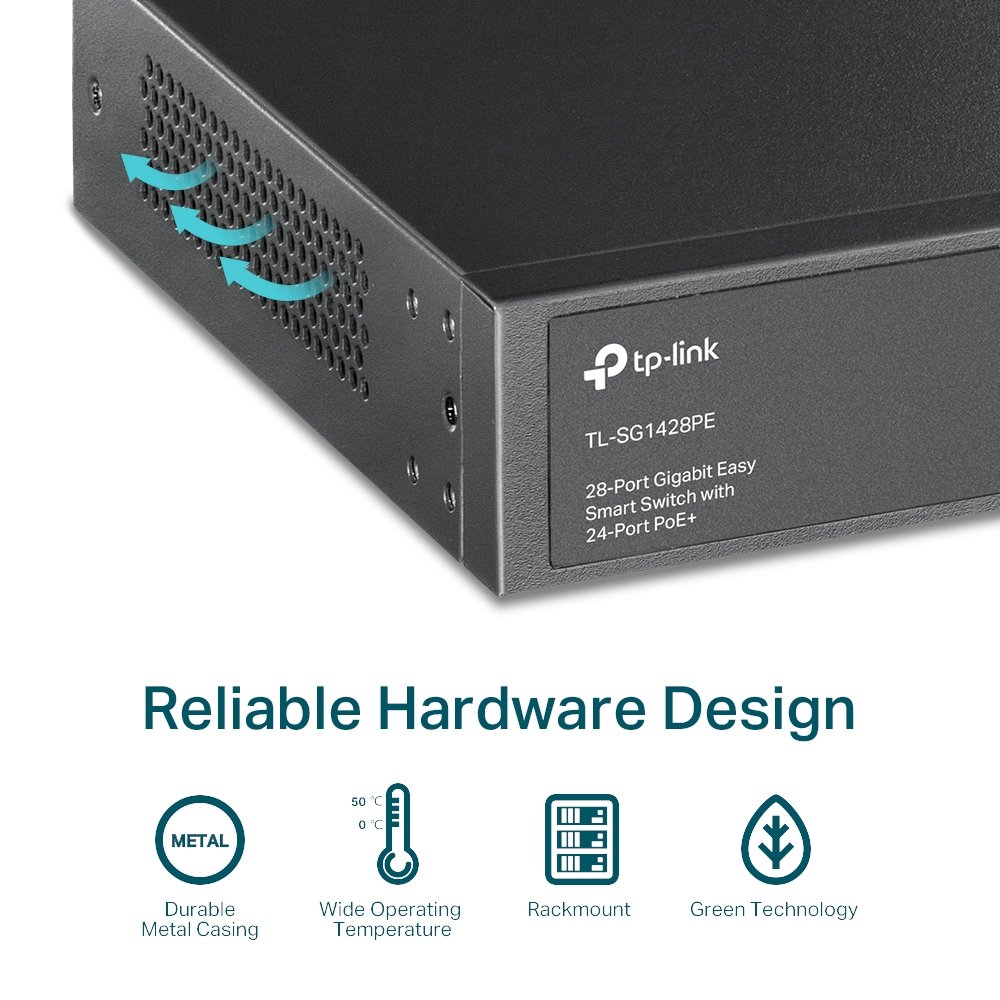 tp-link
TL-SG1428PE
28-Port Gigabit Easy
Smart Switch with
24-Port PoE+
Reliable Hardware Design
METAL
50 °C
0 °C
Durable
Metal Casing
Wide Operating
Temperature
Rackmount
Green Technology